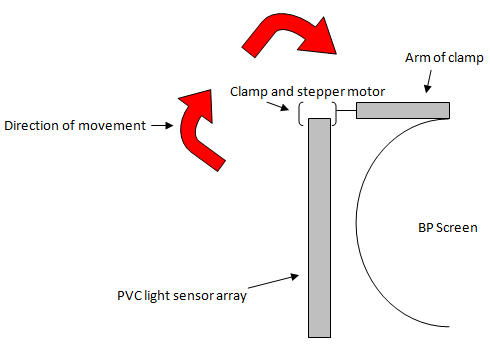 Arm of clamp
Clamp and stepper motor
Direction of movement
BP Screen
PVC light sensor array